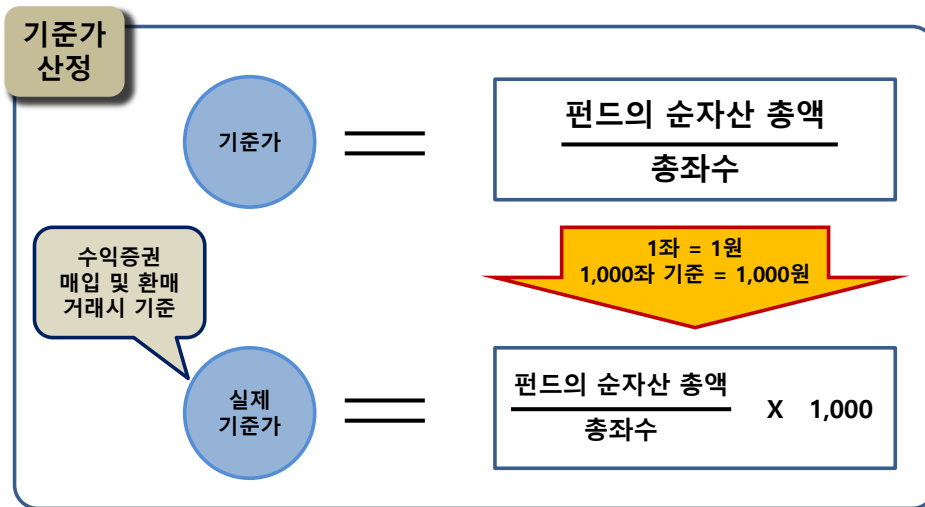 기준가
산정
기준가
펀드의 순자산 총액
총좌수
수익증권
매입 및 환매
거래시 기준
1좌 = 1원
1,000좌 기준 = 1,000원
실제
기준가
펀드의 순자산 총액
총좌수
X 1,000